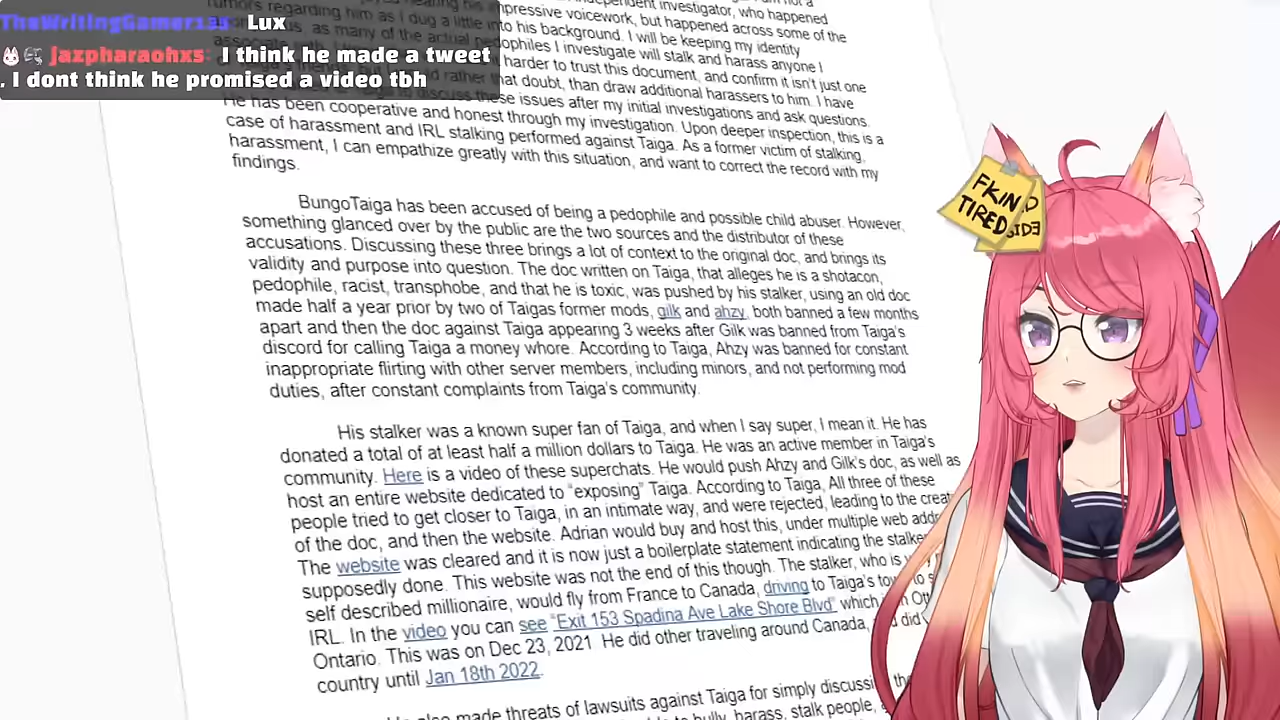 TheWritingGamer Lux
Jazpharaohxs: I think he made a tweet
. I dont think he promised a video tbh
rumors regarding him as I dug a little into his background. I will be keeping my identity
impressive voicework, but happened across some of the
independent investigator, who happened
as many of the actual pedophiles I investigate will stalk and harass anyone I
harder to trust this document, and confirm it isn't just one
rather that doubt, than draw additional harassers to him. I have
discuss these issues after my initial investigations and ask questions.
He has been cooperative and honest through my investigation. Upon deeper inspection, this is a
case of harassment and IRL stalking performed against Taiga. As a former victim of stalking,
harassment, I can empathize greatly with this situation, and want to correct the record with my
findings.
BungoTaiga has been accused of being a pedophile and possible child abuser. However,
something glanced over by the public are the two sources and the distributor of these
accusations. Discussing these three brings a lot of context to the original doc, and brings its
validity and purpose into question. The doc written on Taiga, that alleges he is a shotacon,
pedophile, racist, transphobe, and that he is toxic, was pushed by his stalker, using an old doc
made half a year prior by two of Taigas former mods, gilk and ahzy, both banned a few months
apart and then the doc against Taiga appearing 3 weeks after Gilk was banned from Taiga's
discord for calling Taiga a money whore. According to Taiga, Ahzy was banned for constant
inappropriate flirting with other server members, including minors, and not performing mod
duties, after constant complaints from Taiga's community.
His stalker was a known super fan of Taiga, and when I say super, I mean it. He has
donated a total of at least half a million dollars to Taiga. He was an active member in Taiga's
community. Here is a video of these superchats. He would push Ahzy and Gilk's doc, as well as
host an entire website dedicated to "exposing" Taiga. According to Taiga, All three of these
people tried to get closer to Taiga, in an intimate way, and were rejected, leading to the
of the doc, and then the website. Adrian would buy and host this, under multiple web
The website was cleared and it is now just a boilerplate statement indicating the stalker
supposedly done. This website was not the end of this though. The stalker, who is
self described millionaire, would fly from France to Canada, driving to Taiga's to
IRL. In the video you can see "Exit 153 Spadina Ave Lake Shore Blvd" which
Ontario. This was on Dec 23, 2021. He did other traveling around Canada, did
country until Jan 18th 2022.
He also made threats of lawsuits against Taiga for simply
to bully, harass, stalk people,
FKIN
TIRED